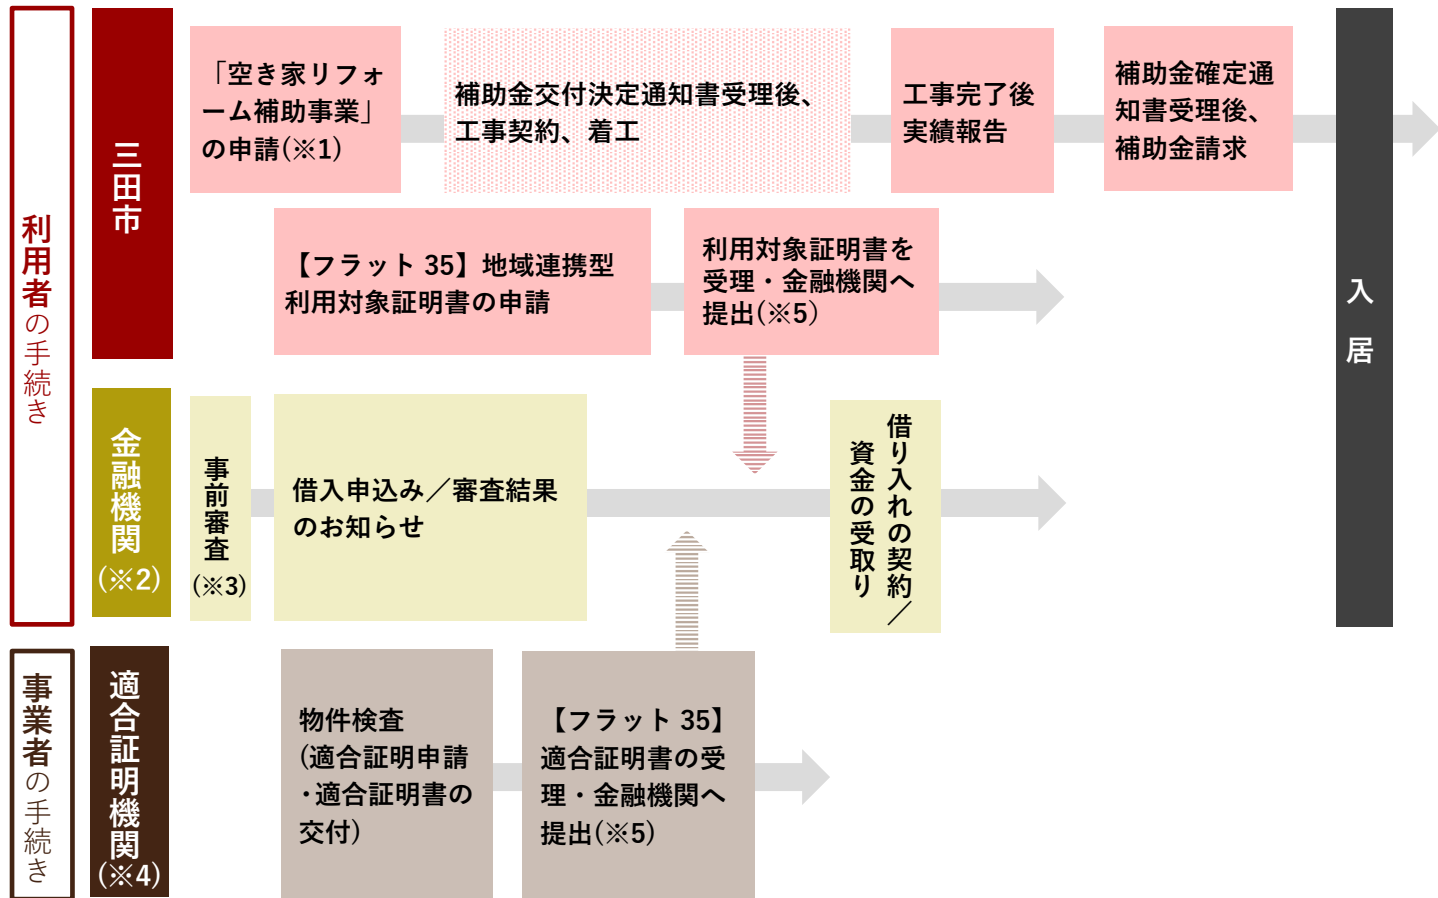 利用者の手続き
三田市
「空き家リフォ
ーム補助事業」
の申請(※1)
補助金交付決定通知書受理後、
工事契約、着工
工事完了後
実績報告
補助金確定通
知書受理後、
補助金請求
【フラット 35】地域連携型
利用対象証明書の申請
利用対象証明書を
受理・金融機関へ
提出(※5)
入居
金融機関
(※2)
事前審査
(※3)
借入申込み／審査結果
のお知らせ
借り入れの契約／
資金の受取り
事業者の手続き
適合証明機関
(※4)
物件検査
(適合証明申請
・適合証明書の
交付)
【フラット 35】
適合証明書の受
理・金融機関へ
提出(※5)